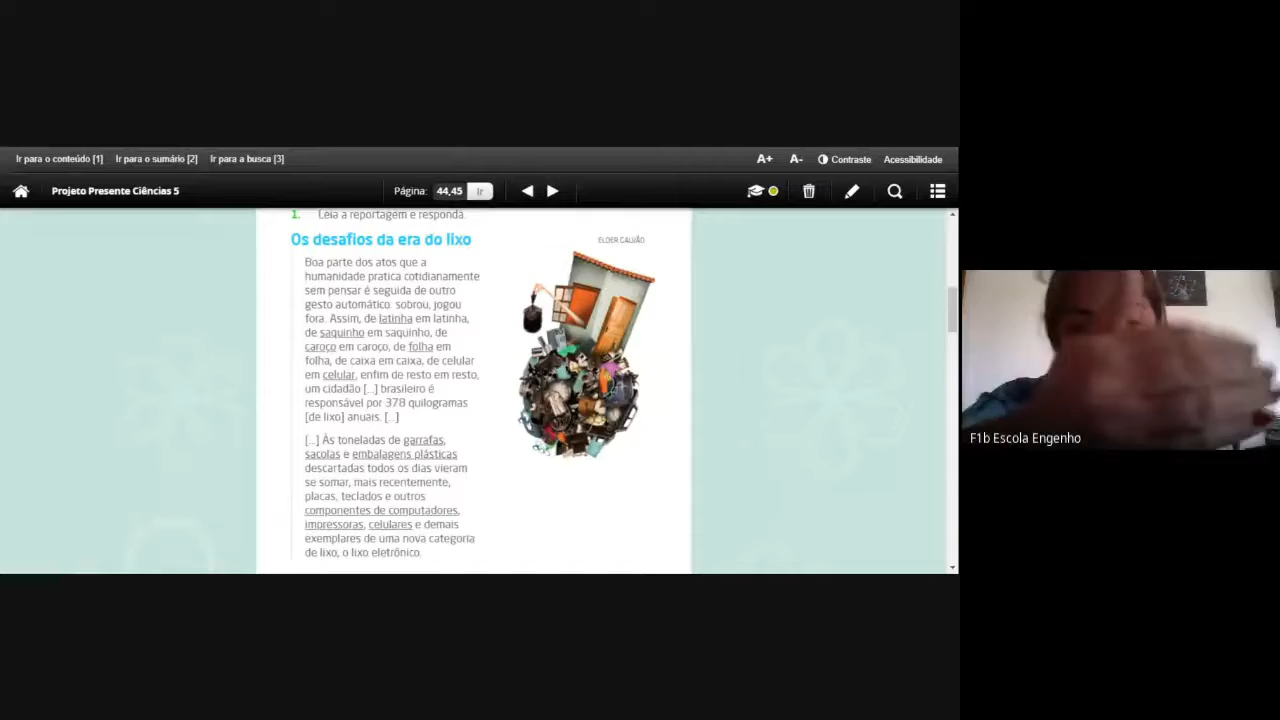 Ir para o conteúdo [1] Ir para o sumário [2] Ir para a busca [3] A+ A- Contraste Acessibilidade
Projeto Presente Ciências 5 Página: 44,45 Ir
1. Leia a reportagem e responda.
Os desafios da era do lixo
ELDER GALVÃO
Boa parte dos atos que a
humanidade pratica cotidianamente
sem pensar é seguida de outro
gesto automático: sobrou, jogou
fora. Assim, de latinha em latinha,
de saquinho em saquinho, de
caroço em caroço, de folha em
folha, de caixa em caixa, de celular
em celular, enfim de resto em resto,
um cidadão [...] brasileiro é
responsável por 378 quilogramas
[de lixo] anuais. [...]
[...] Às toneladas de garrafas,
sacolas e embalagens plásticas
descartadas todos os dias vieram
se somar, mais recentemente,
placas, teclados e outros
componentes de computadores,
impressoras, celulares e demais
exemplares de uma nova categoria
de lixo, o lixo eletrônico.
F1b Escola Engenho